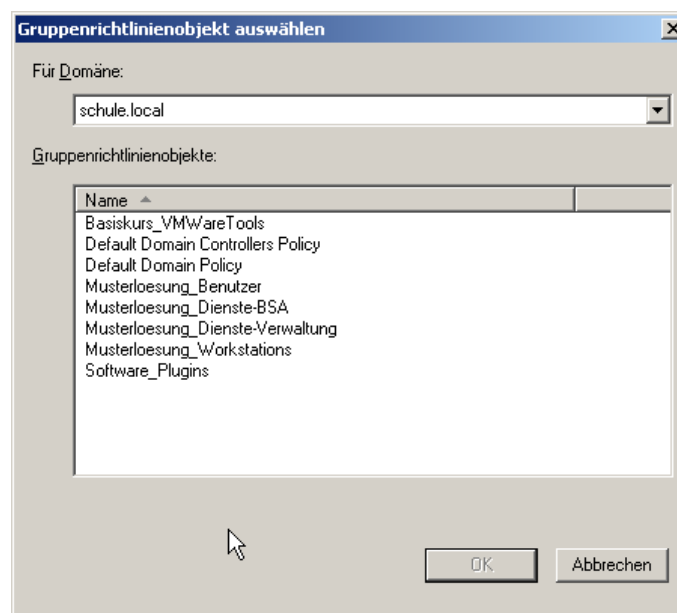 Gruppenrichtlinienobjekt auswählen
Für Domäne:
schule.local
Gruppenrichtlinienobjekte:
Name
Basiskurs_VMWareTools
Default Domain Controllers Policy
Default Domain Policy
Musterloesung_Benutzer
Musterloesung_Dienste-BSA
Musterloesung_Dienste-Verwaltung
Musterloesung_Workstations
Software_Plugins
OK Abbrechen